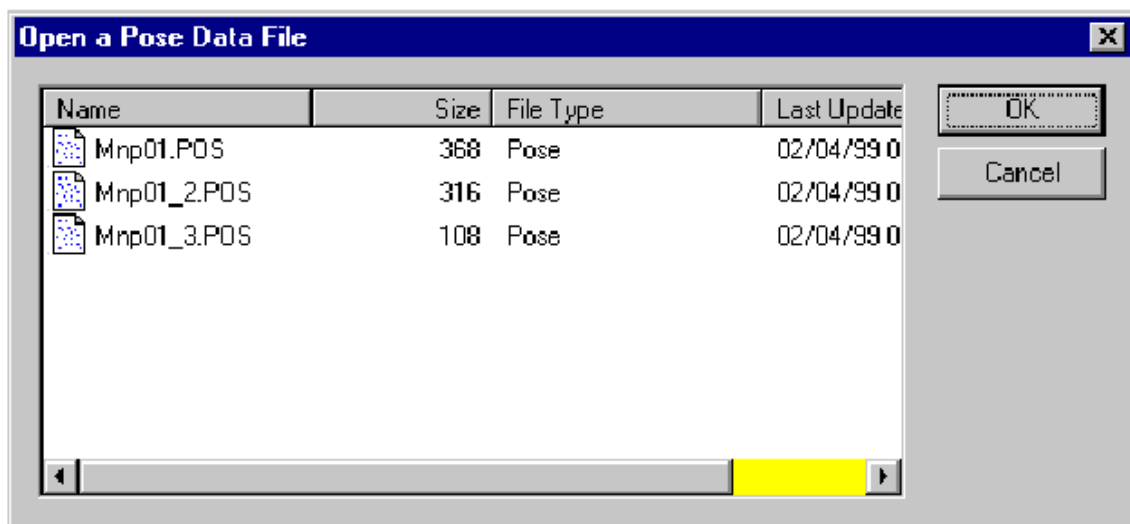 Open a Pose Data File
Name Size File Type Last Update
Mnp01.POS 368 Pose 02/04/99 0
Mnp01_2.POS 316 Pose 02/04/99 0
Mnp01_3.POS 108 Pose 02/04/99 0
OK
Cancel